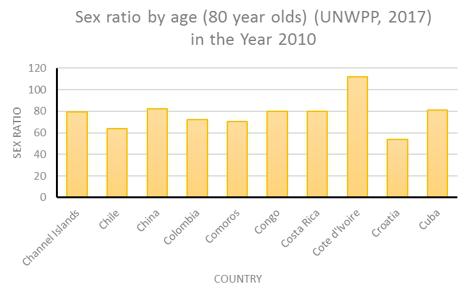 Sex ratio by age (80 year olds) (UNWPP, 2017)
in the Year 2010
120
100
80
60
40
20
0
SEX RATIO
Channel Islands
Chile
China
Colombia
Comoros
Congo
Costa Rica
Cote d'Ivoire
Croatia
Cuba
COUNTRY